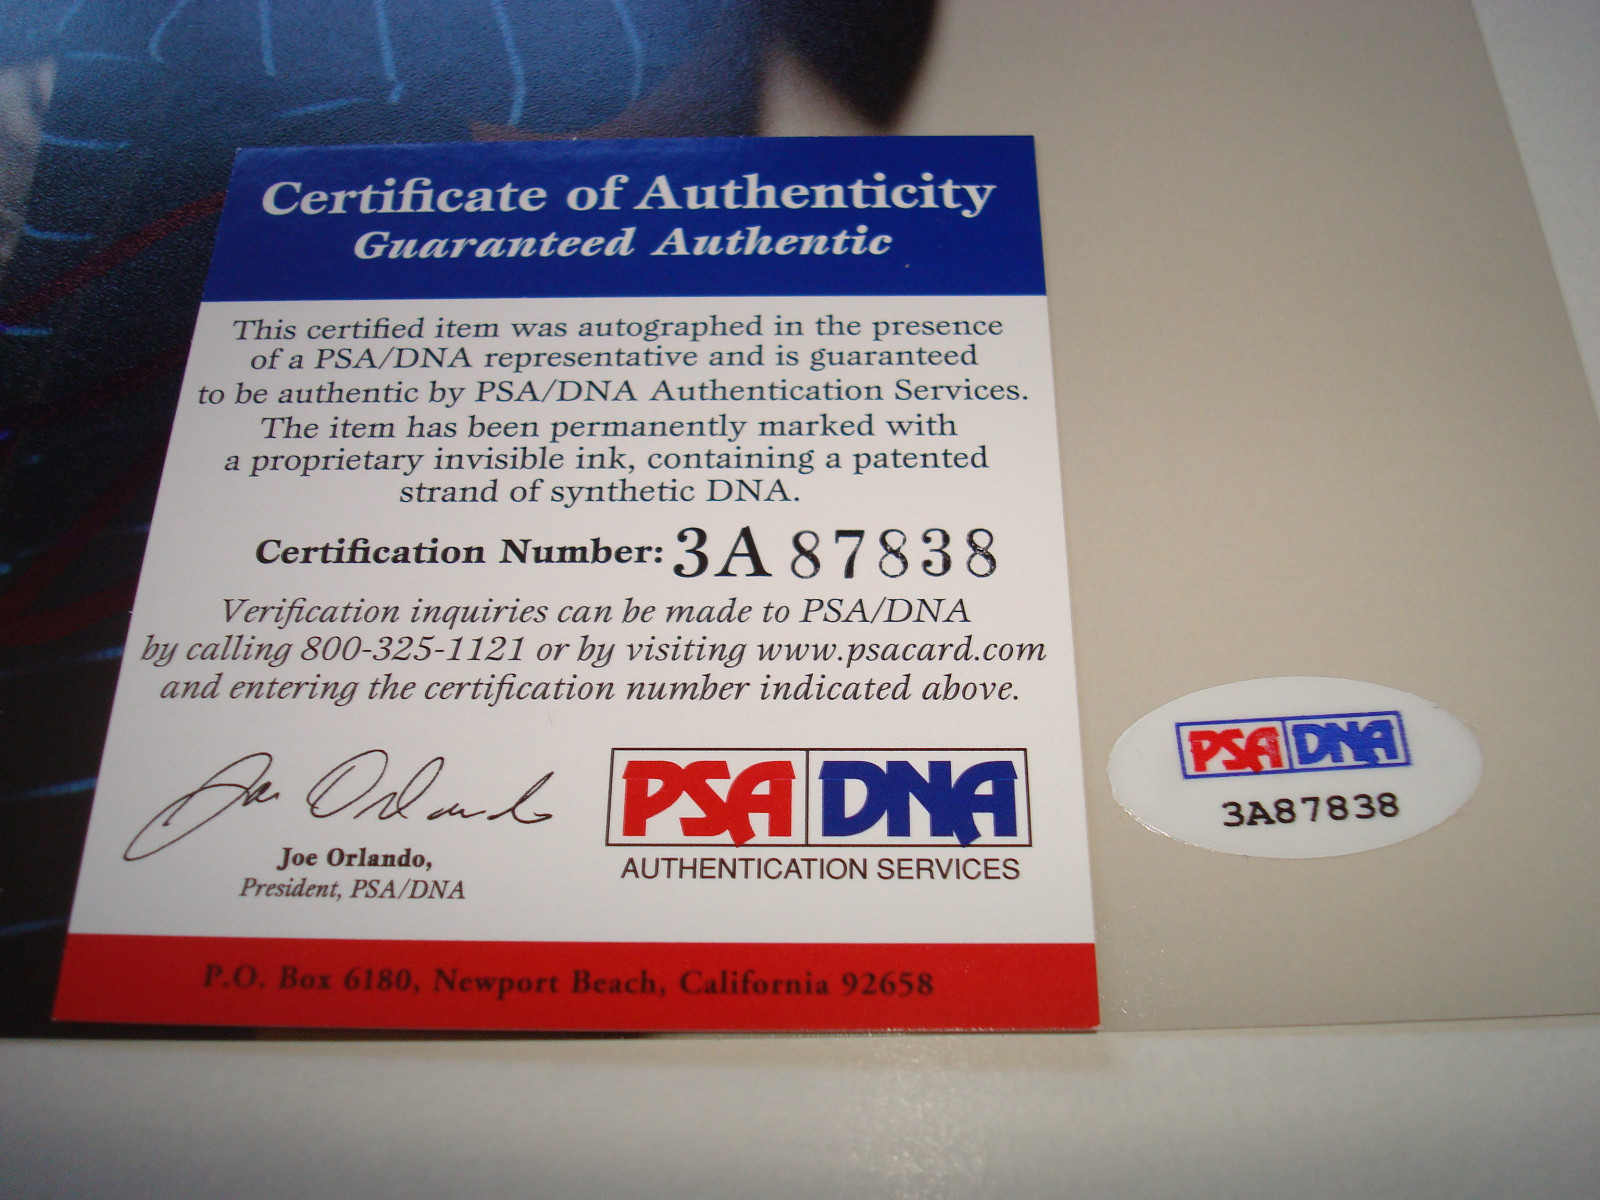 Certificate of Authenticity
Guaranteed Authentic
This certified item was autographed in the presence
of a PSA/DNA representative and is guaranteed
to be authentic by PSA/DNA Authentication Services.
The item has been permanently marked with
a proprietary invisible ink, containing a patented
strand of synthetic DNA.
Certification Number: 3A87838
Verification inquiries can be made to PSA/DNA
by calling 800-325-1121 or by visiting www.psacard.com
and entering the certification number indicated above.
Joe Orlando
Joe Orlando,
President, PSA/DNA
PSA DNA
AUTHENTICATION SERVICES
P.O. Box 6180, Newport Beach, California 92658
PSA DNA
3A87838